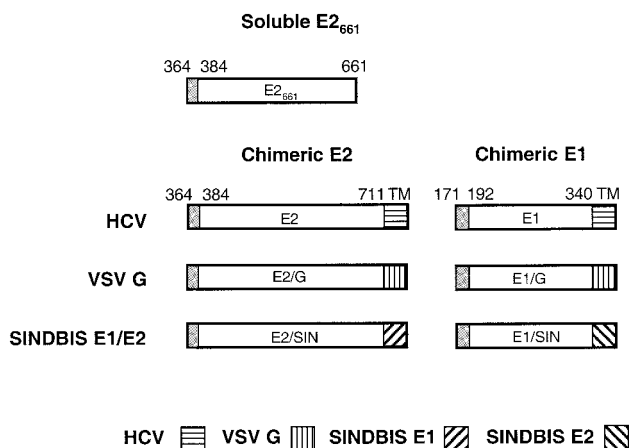 Soluble E2661
364 384 661
E2661
Chimeric E2 Chimeric E1
364 384 711 TM 171 192 340 TM
HCV E2 E1
VSV G E2/G E1/G
SINDBIS E1/E2 E2/SIN E1/SIN
HCV VSV G SINDBIS E1 SINDBIS E2